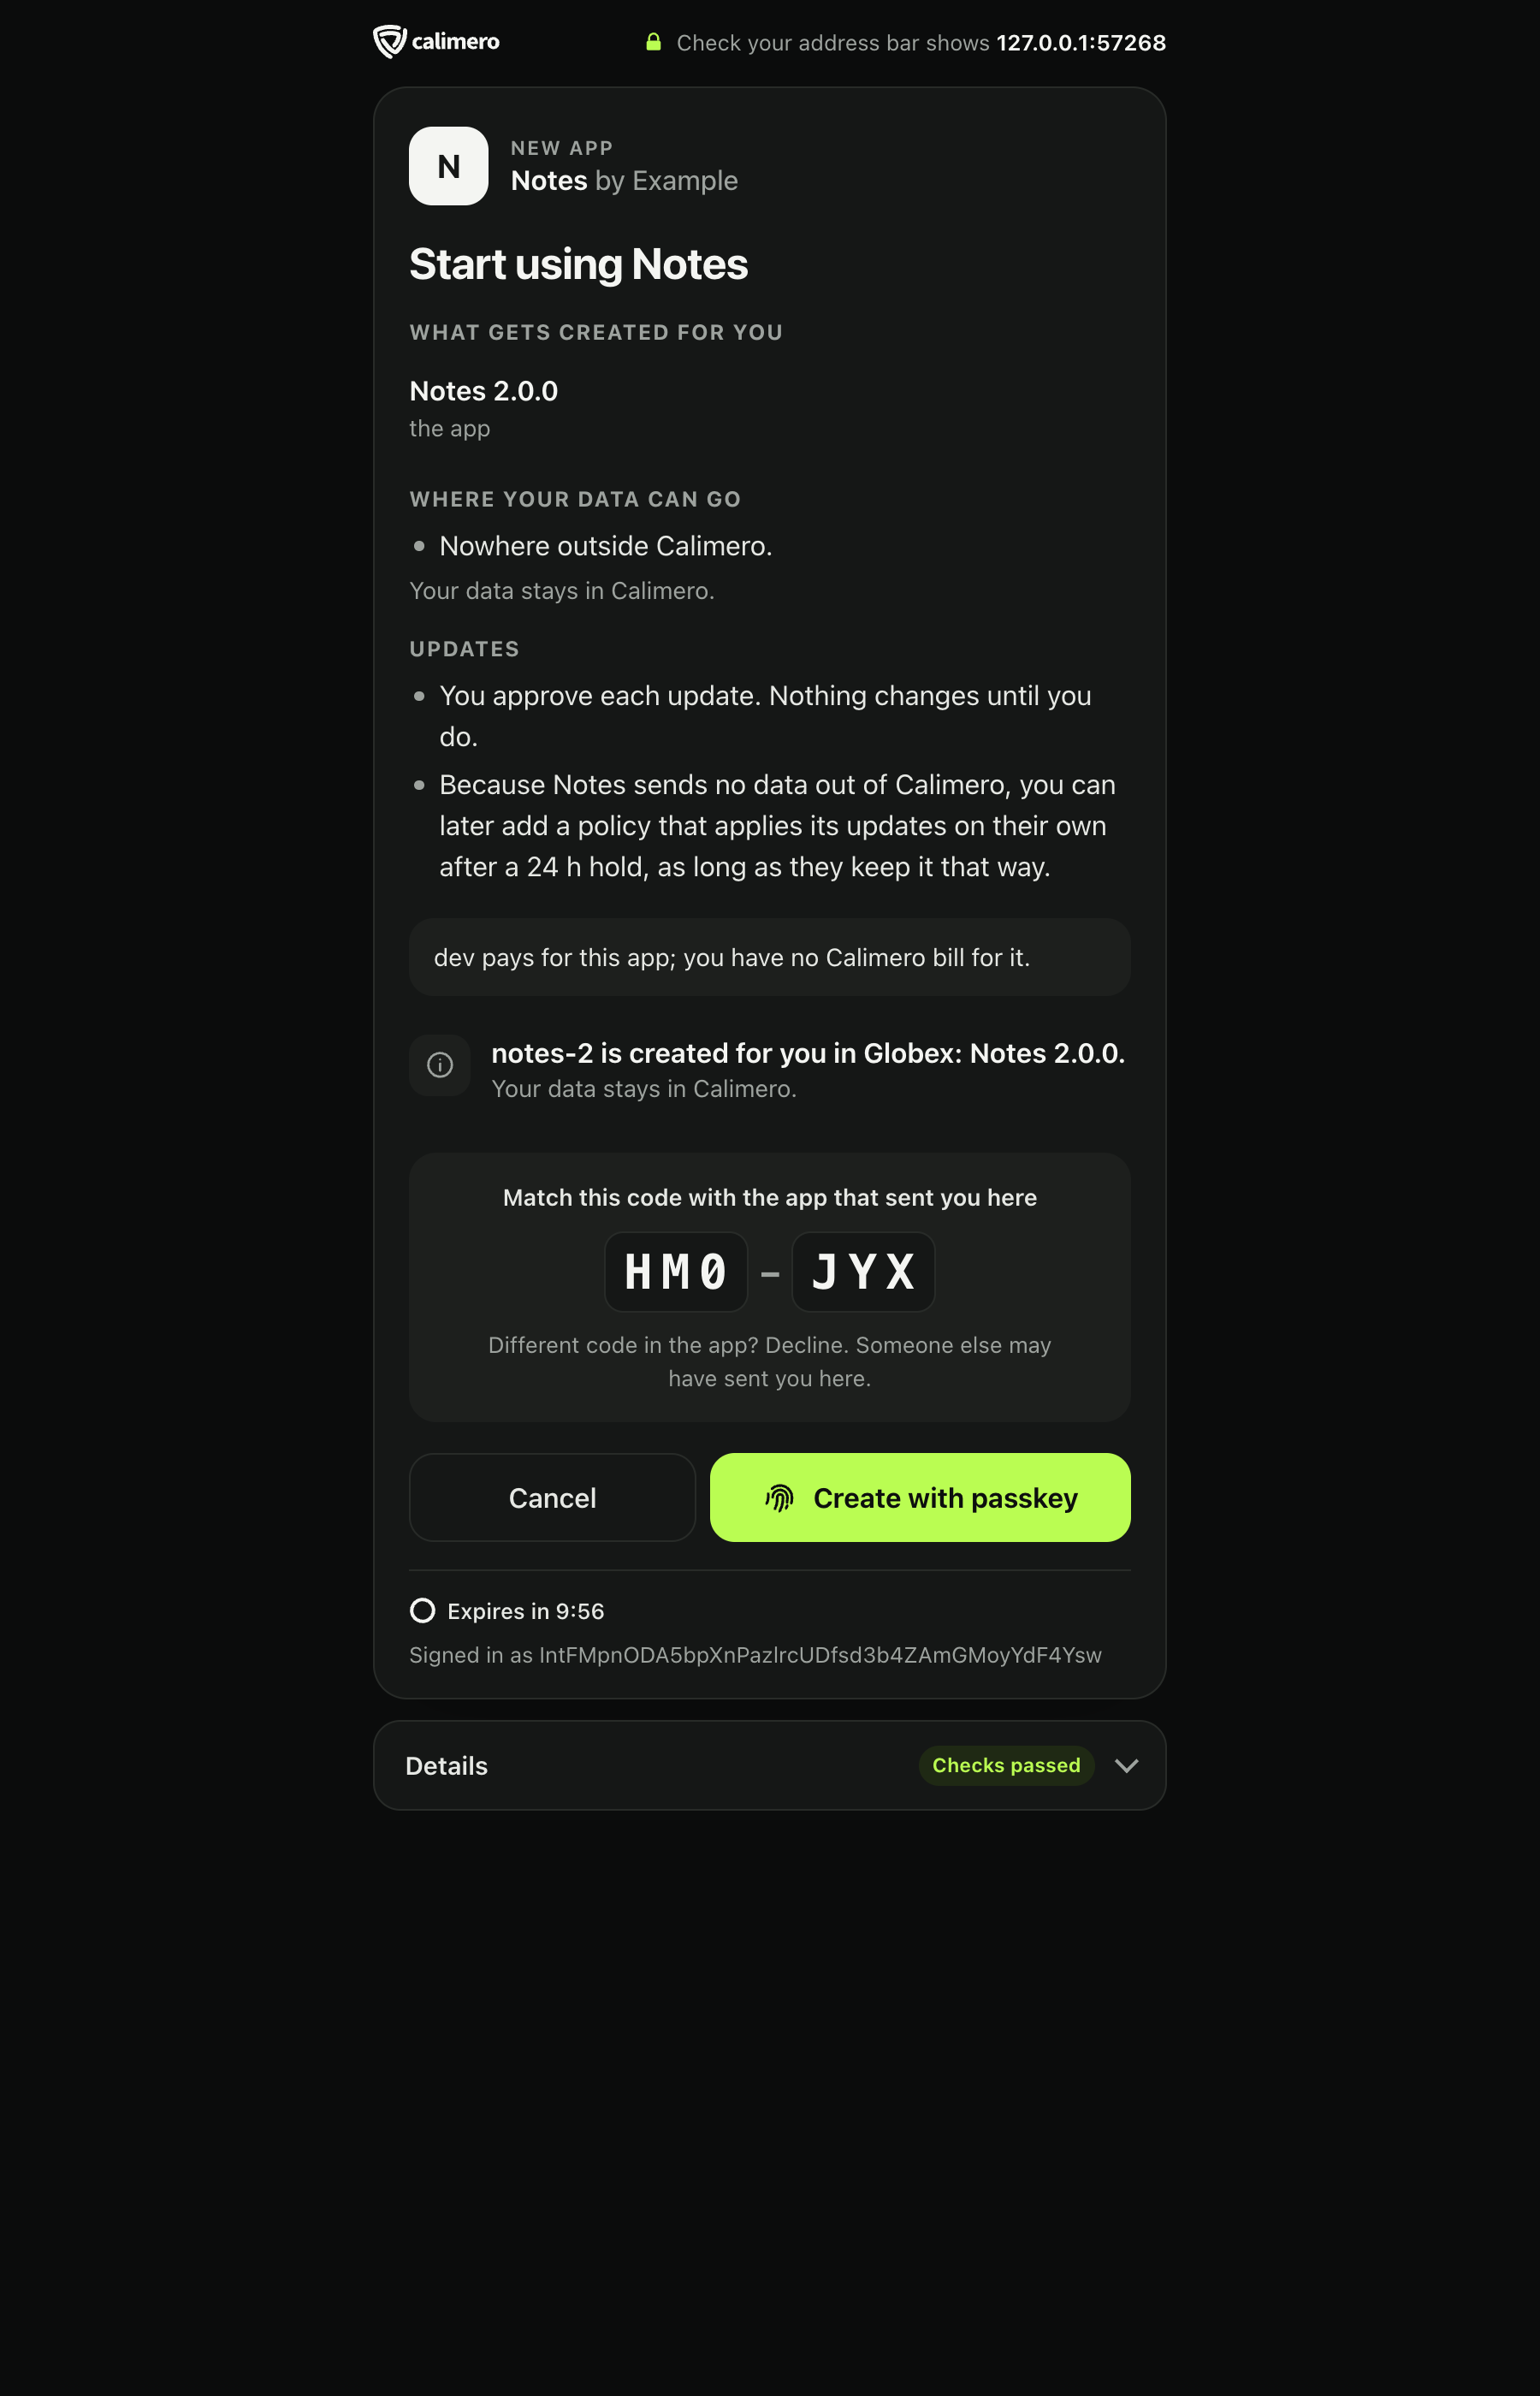 calimero
Check your address bar shows 127.0.0.1:57268
N
NEW APP
Notes by Example
Start using Notes
WHAT GETS CREATED FOR YOU
Notes 2.0.0
the app
WHERE YOUR DATA CAN GO
Nowhere outside Calimero.
Your data stays in Calimero.
UPDATES
You approve each update. Nothing changes until you
do.
Because Notes sends no data out of Calimero, you can
later add a policy that applies its updates on their own
after a 24 h hold, as long as they keep it that way.
dev pays for this app; you have no Calimero bill for it.
notes-2 is created for you in Globex: Notes 2.0.0.
Your data stays in Calimero.
Match this code with the app that sent you here
HM0 – JYX
Different code in the app? Decline. Someone else may
have sent you here.
Cancel
Create with passkey
Expires in 9:56
Signed in as IntFMpnODA5bpXnPazlrcUDfsd3b4ZAmGMoyYdF4Ysw
Details
Checks passed